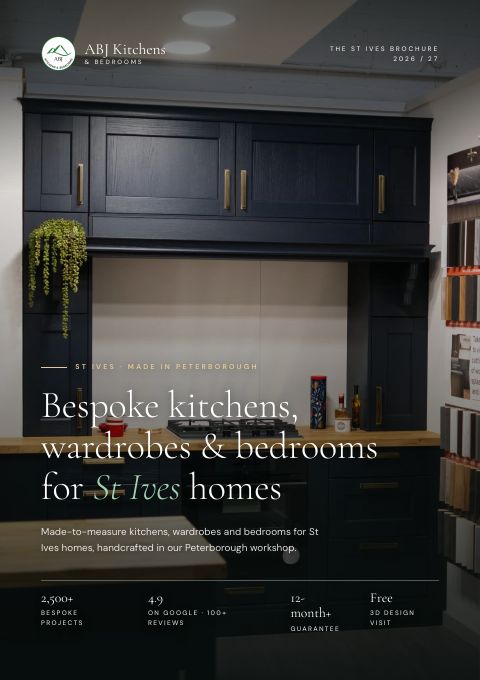 ABJ Kitchens
& BEDROOMS
THE ST IVES BROCHURE
2026 / 27
ABJ
ST IVES · MADE IN PETERBOROUGH
Bespoke kitchens,
wardrobes & bedrooms
for St Ives homes
Made-to-measure kitchens, wardrobes and bedrooms for St
Ives homes, handcrafted in our Peterborough workshop.
2,500+
BESPOKE
PROJECTS
4.9
ON GOOGLE · 100+
REVIEWS
12-
month+
GUARANTEE
Free
3D DESIGN
VISIT